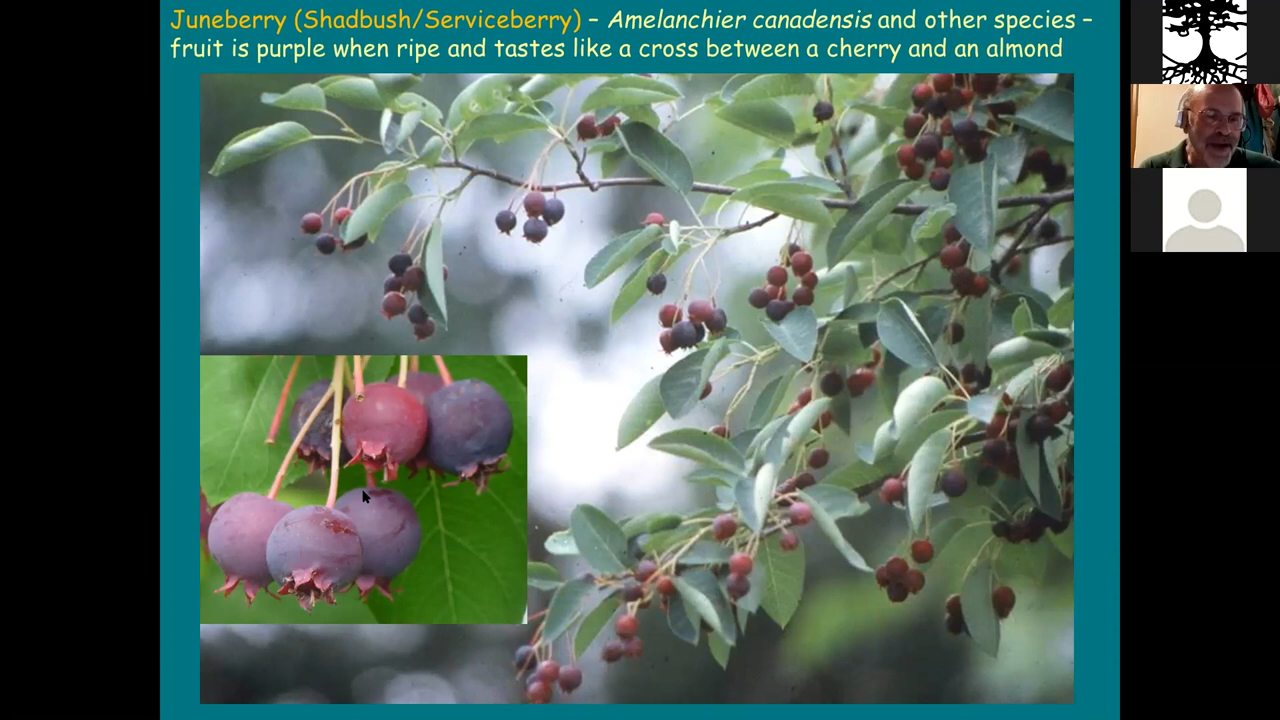 Juneberry (Shadbush/Serviceberry) – Amelanchier canadensis and other species –
fruit is purple when ripe and tastes like a cross between a cherry and an almond